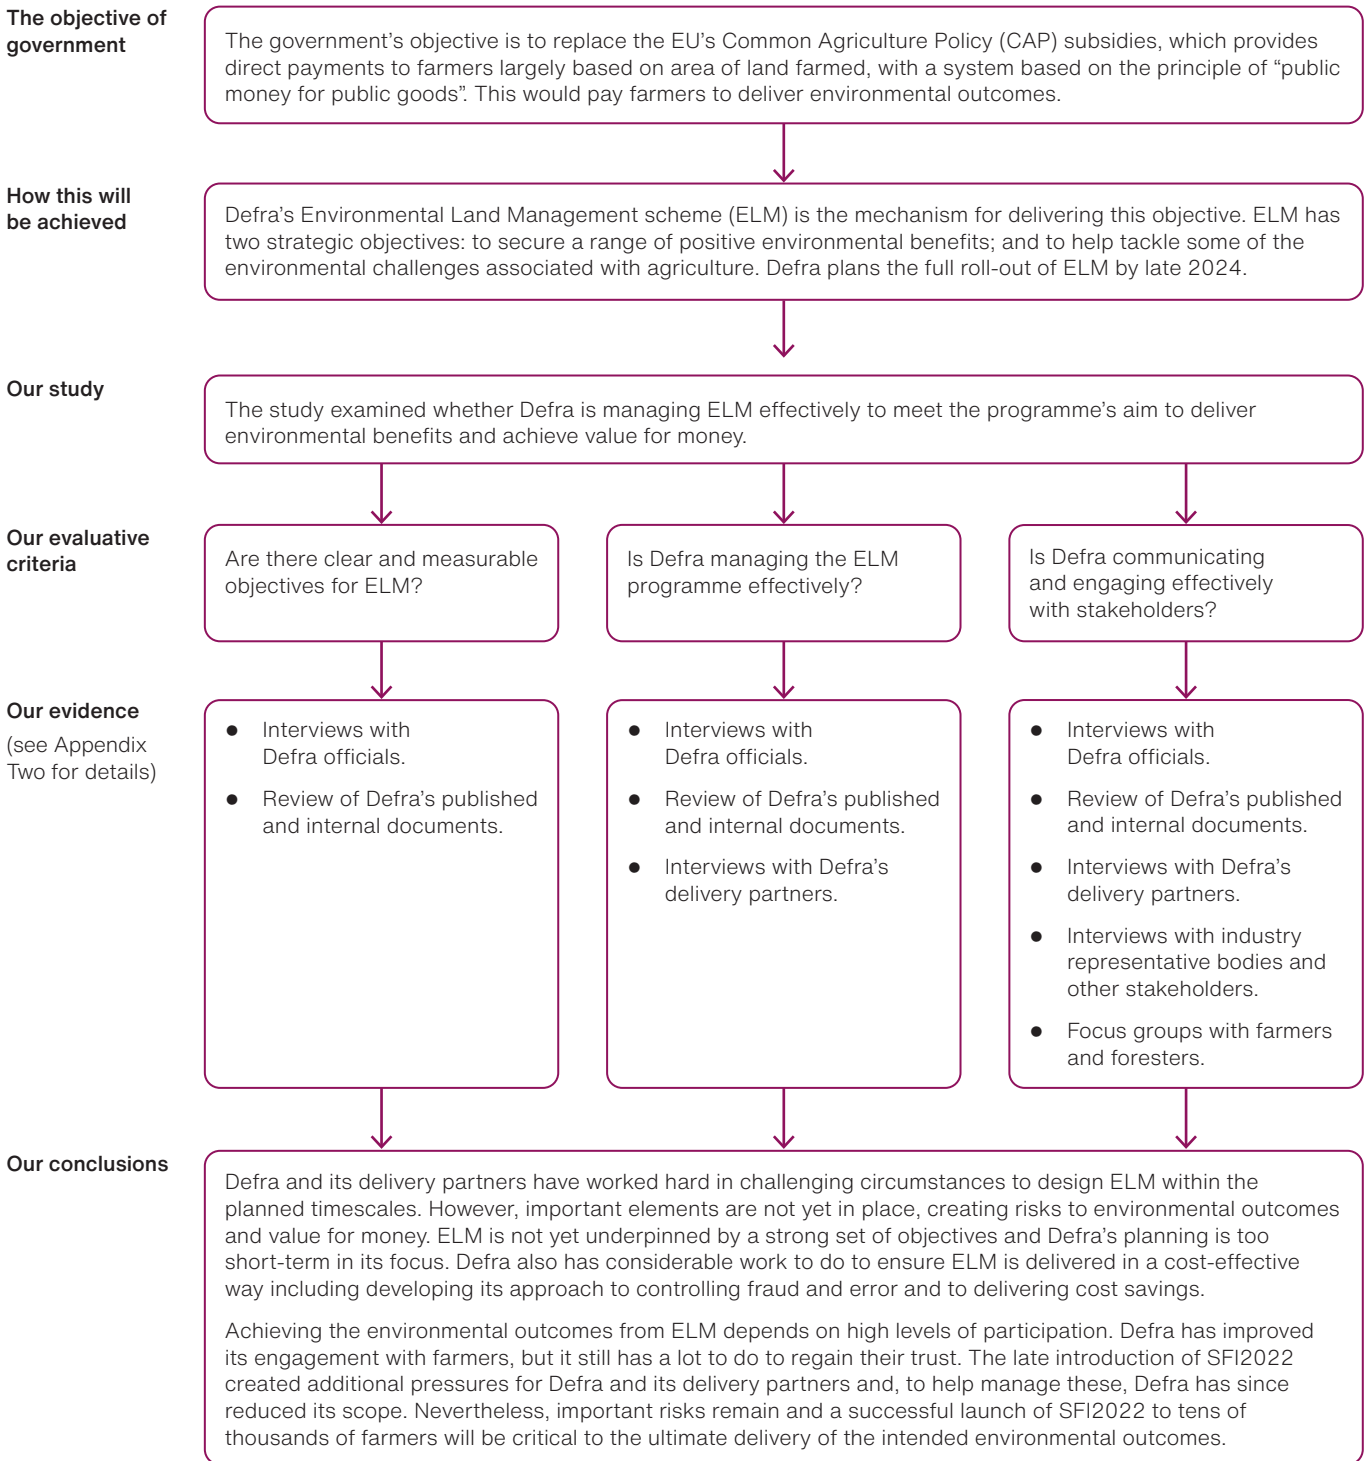 The objective of
government
The government's objective is to replace the EU's Common Agriculture Policy (CAP) subsidies, which provides
direct payments to farmers largely based on area of land farmed, with a system based on the principle of “public
money for public goods”. This would pay farmers to deliver environmental outcomes.
How this will
be achieved
Defra's Environmental Land Management scheme (ELM) is the mechanism for delivering this objective. ELM has
two strategic objectives: to secure a range of positive environmental benefits; and to help tackle some of the
environmental challenges associated with agriculture. Defra plans the full roll-out of ELM by late 2024.
Our study
The study examined whether Defra is managing ELM effectively to meet the programme's aim to deliver
environmental benefits and achieve value for money.
Our evaluative
criteria
Are there clear and measurable
objectives for ELM?
Is Defra managing the ELM
programme effectively?
Is Defra communicating
and engaging effectively
with stakeholders?
Our evidence
(see Appendix
Two for details)
● Interviews with
Defra officials.
● Review of Defra's published
and internal documents.
● Interviews with
Defra officials.
● Review of Defra's published
and internal documents.
● Interviews with Defra's
delivery partners.
● Interviews with
Defra officials.
● Review of Defra's published
and internal documents.
● Interviews with Defra's
delivery partners.
● Interviews with industry
representative bodies and
other stakeholders.
● Focus groups with farmers
and foresters.
Our conclusions
Defra and its delivery partners have worked hard in challenging circumstances to design ELM within the
planned timescales. However, important elements are not yet in place, creating risks to environmental outcomes
and value for money. ELM is not yet underpinned by a strong set of objectives and Defra's planning is too
short-term in its focus. Defra also has considerable work to do to ensure ELM is delivered in a cost-effective
way including developing its approach to controlling fraud and error and to delivering cost savings.
Achieving the environmental outcomes from ELM depends on high levels of participation. Defra has improved
its engagement with farmers, but it still has a lot to do to regain their trust. The late introduction of SFI2022
created additional pressures for Defra and its delivery partners and, to help manage these, Defra has since
reduced its scope. Nevertheless, important risks remain and a successful launch of SFI2022 to tens of
thousands of farmers will be critical to the ultimate delivery of the intended environmental outcomes.